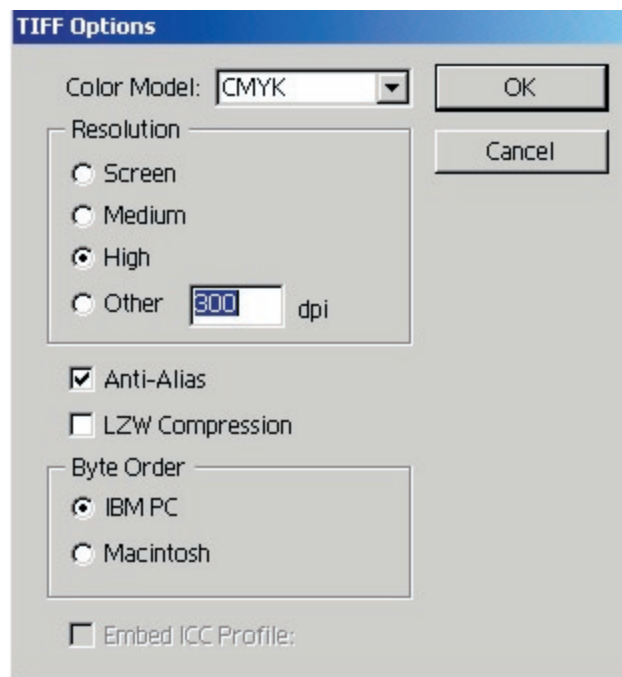 TIFF Options
Color Model: CMYK
OK
Resolution
Cancel
Screen
Medium
High
Other 300 dpi
Anti-Alias
LZW Compression
Byte Order
IBM PC
Macintosh
Embed ICC Profile: